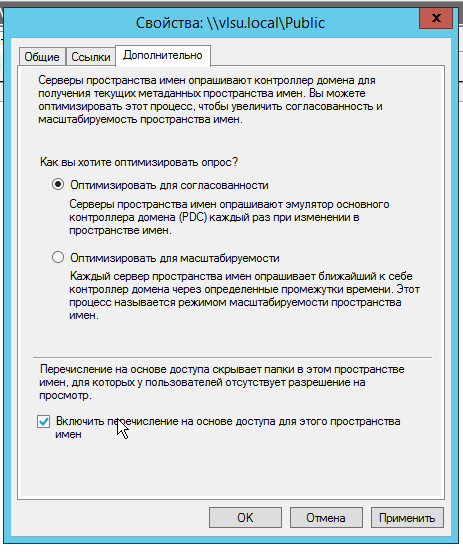 Свойства: \\vlsu.local\Public
x
Общие Ссылки Дополнительно
Серверы пространства имен опрашивают контроллер домена для
получения текущих метаданных пространства имен. Вы можете
оптимизировать этот процесс, чтобы увеличить согласованность и
масштабируемость пространства имен.
Как вы хотите оптимизировать опрос?
Оптимизировать для согласованности
Серверы пространства имен опрашивают эмулятор основного
контроллера домена (PDC) каждый раз при изменении в
пространстве имен.
Оптимизировать для масштабируемости
Каждый сервер пространства имен опрашивает ближайший к себе
контроллер домена через определенные промежутки времени. Этот
процесс называется режимом масштабируемости пространства
имен.
Перечисление на основе доступа скрывает папки в этом пространстве
имен, для которых у пользователей отсутствует разрешение на
просмотр.
Включить перечисление на основе доступа для этого пространства
имен
OK Отмена Применить